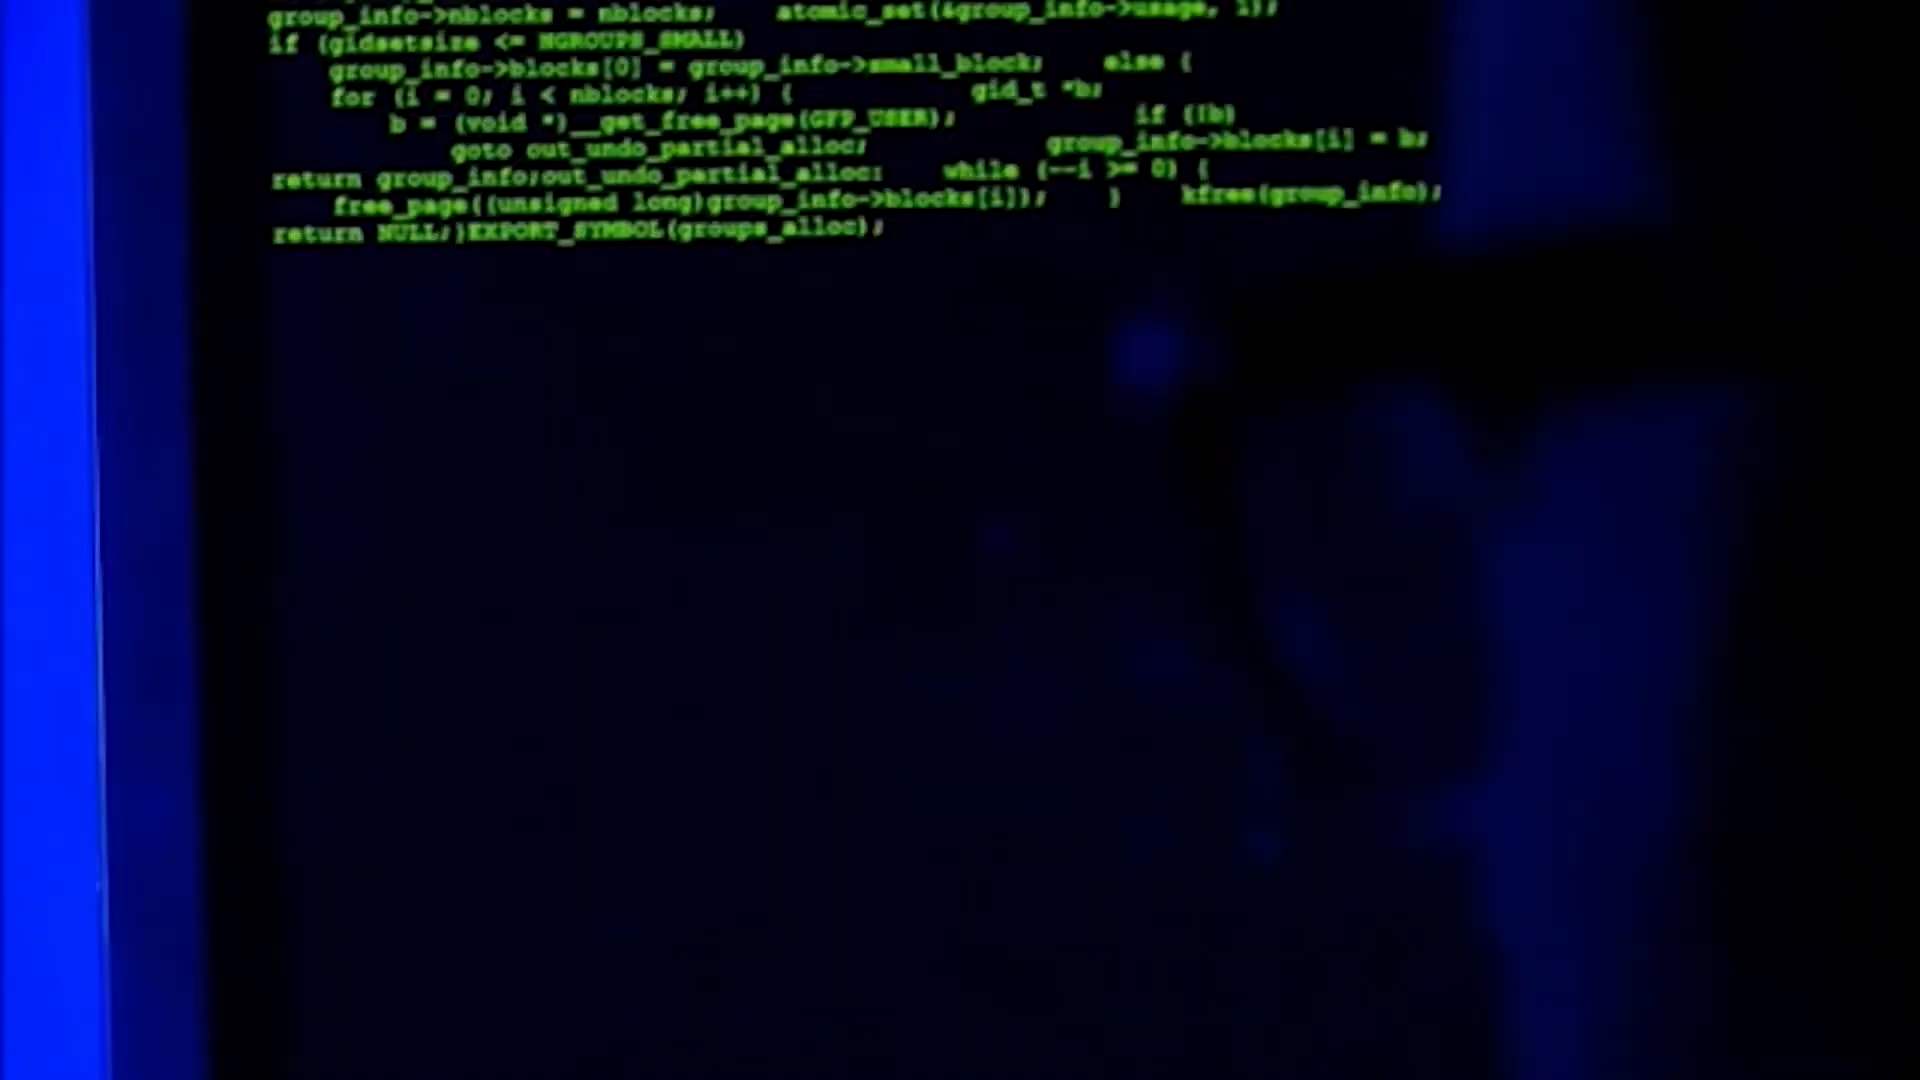 group_info->nblocks = nblocks;    atomic_set(&group_info->usage, 1);
if (gidsetsize <= NGROUPS_SMALL)
group_info->blocks[0] = group_info->small_block;    else {
for (i = 0; i < nblocks; i++) {            gid_t *b;
b = (void *)__get_free_page(GFP_USER);            if (!b)
goto out_undo_partial_alloc;            group_info->blocks[i] = b;
return group_info;out_undo_partial_alloc:    while (--i >= 0) {
free_page((unsigned long)group_info->blocks[i]);    }    kfree(group_info);
return NULL;}EXPORT_SYMBOL(groups_alloc);